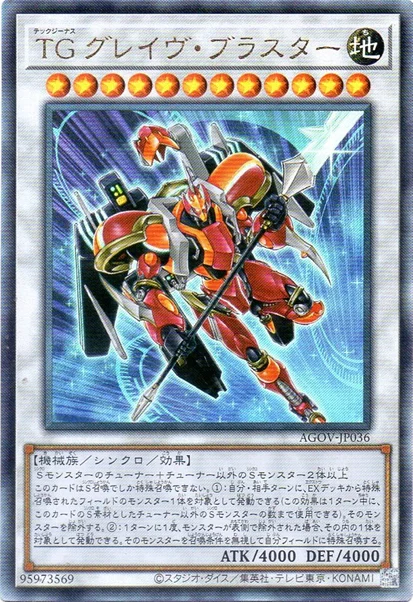 テックジーナス
TG グレイヴ・ブラスター
地
AGOV-JP036
【機械族／シンクロ／効果】
Sモンスターのチューナー＋チューナー以外のSモンスター２体以上
このカードはS召喚でしか特殊召喚できない。①：自分・相手ターンに、EXデッキから特殊
召喚されたフィールドのモンスター1体を対象として発動できる（この効果は1ターン中に、
このカードのS素材としたチューナー以外のSモンスターの数まで使用できる）。そのモンス
ターを除外する。②：1ターンに1度、モンスターが表側で除外された場合、その内の1体を
対象として発動できる。そのモンスターを召喚条件を無視して自分フィールドに特殊召喚する。
ATK/4000 DEF/4000
95973569
©スタジオ・ダイス／集英社・テレビ東京・KONAMI